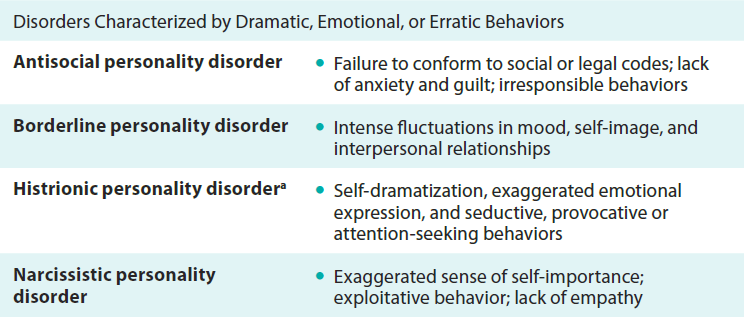 Disorders Characterized by Dramatic, Emotional, or Erratic Behaviors
Antisocial personality disorder
• Failure to conform to social or legal codes; lack
of anxiety and guilt; irresponsible behaviors
Borderline personality disorder
• Intense fluctuations in mood, self-image, and
interpersonal relationships
Histrionic personality disorderᵃ
• Self-dramatization, exaggerated emotional
expression, and seductive, provocative or
attention-seeking behaviors
Narcissistic personality
disorder
• Exaggerated sense of self-importance;
exploitative behavior; lack of empathy